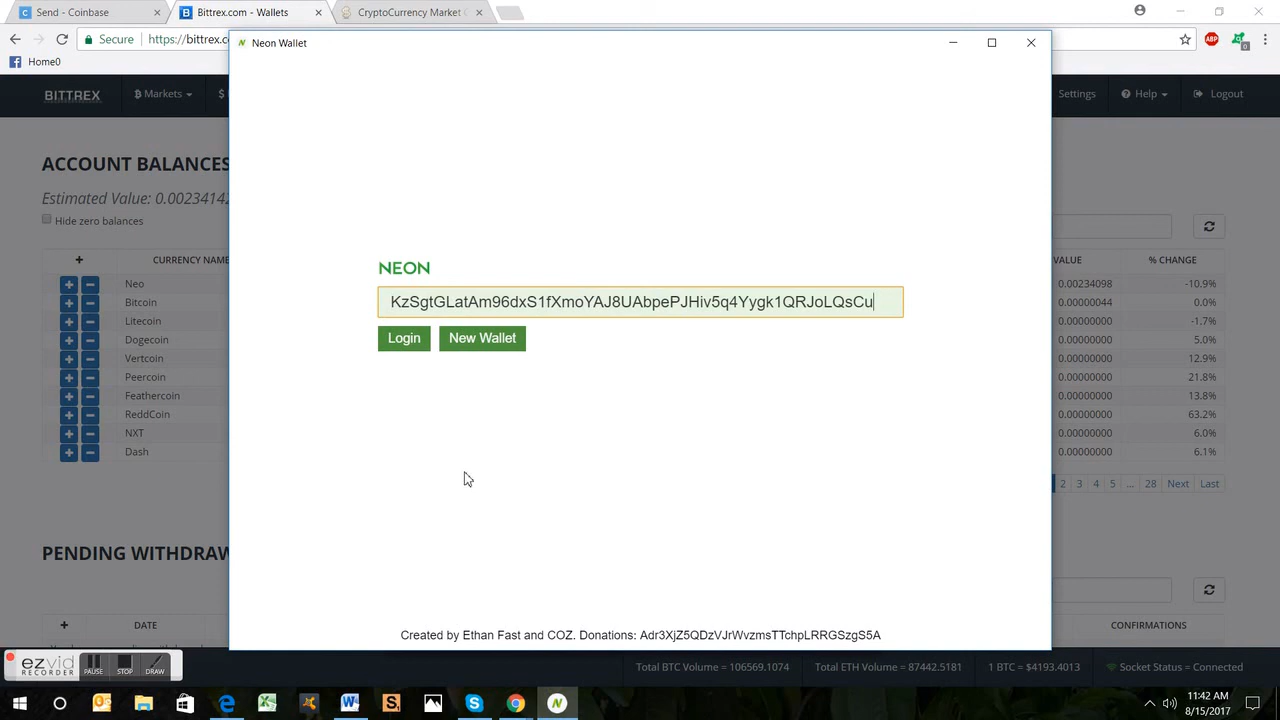 Send - Coinbase
Bittrex.com - Wallets
CryptoCurrency Market C
Secure
https://bittrex.c
Home0
Neon Wallet
BITTREX
Markets
Settings
Help
Logout
ACCOUNT BALANCES
Estimated Value: 0.00234142
Hide zero balances
CURRENCY NAME
VALUE
% CHANGE
Neo 0.00234098 -10.9%
Bitcoin 0.00000044 0.0%
Litecoin 0.00000000 -1.7%
Dogecoin 0.00000000 5.0%
Vertcoin 0.00000000 12.9%
Peercoin 0.00000000 21.8%
Feathercoin 0.00000000 13.8%
ReddCoin 0.00000000 63.2%
NXT 0.00000000 6.0%
Dash 0.00000000 6.1%
2 3 4 5 ... 28 Next Last
NEON
KzSgtGLatAm96dxS1fXmoYAJ8UAbpePJHiv5q4Yygk1QRJoLQsCu
Login
New Wallet
PENDING WITHDRAW
DATE
CONFIRMATIONS
Created by Ethan Fast and COZ. Donations: Adr3XjZ5QDzVJrWvzmsTTchpLRRGSzgS5A
ezvid
RECORDER
PAUSE
STOP
DRAW
Total BTC Volume = 106569.1074
Total ETH Volume = 87442.5181
1 BTC = $4193.4013
Socket Status = Connected
11:42 AM
8/15/2017